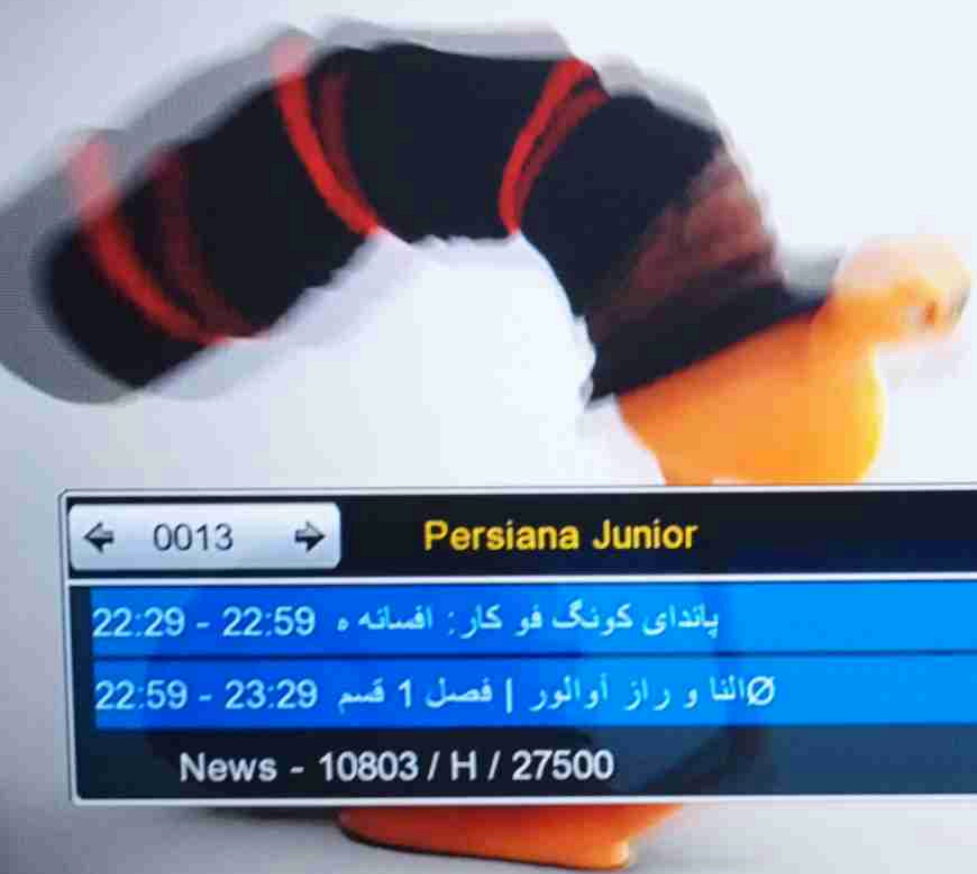 0013 Persiana Junior
22:29 - 22:59 پاندای کونگ فو کار: افسانه ه
22:59 - 23:29 Øالنا و راز آوالور | فصل 1 قسم
News - 10803 / H / 27500